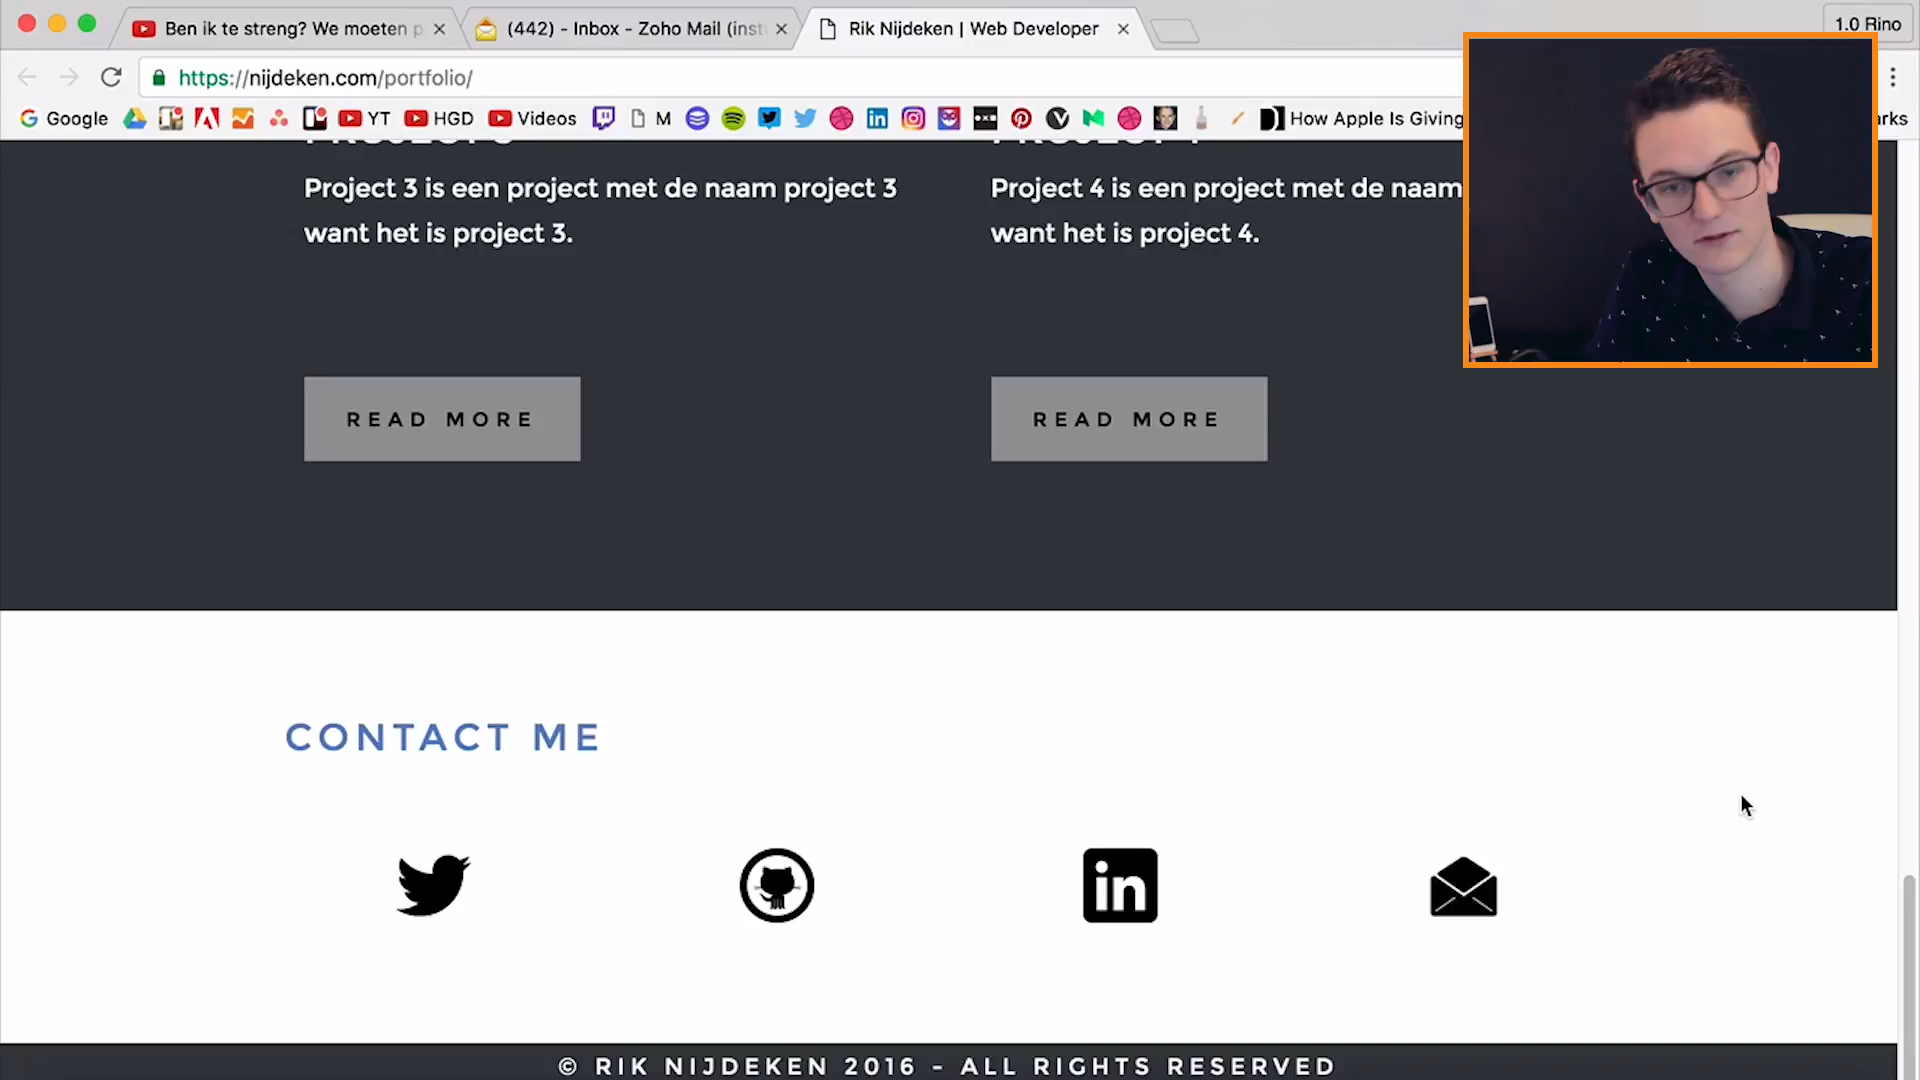 Ben ik te streng? We moeten
(442) - Inbox - Zoho Mail (inst
Rik Nijdeken | Web Developer
1.0 Rino
https://nijdeken.com/portfolio/
Google
YT
HGD
Videos
M
How Apple Is Giving
Project 3 is een project met de naam project 3
want het is project 3.
Project 4 is een project met de naam
want het is project 4.
READ MORE
READ MORE
CONTACT ME
in
© RIK NIJDEKEN 2016 - ALL RIGHTS RESERVED